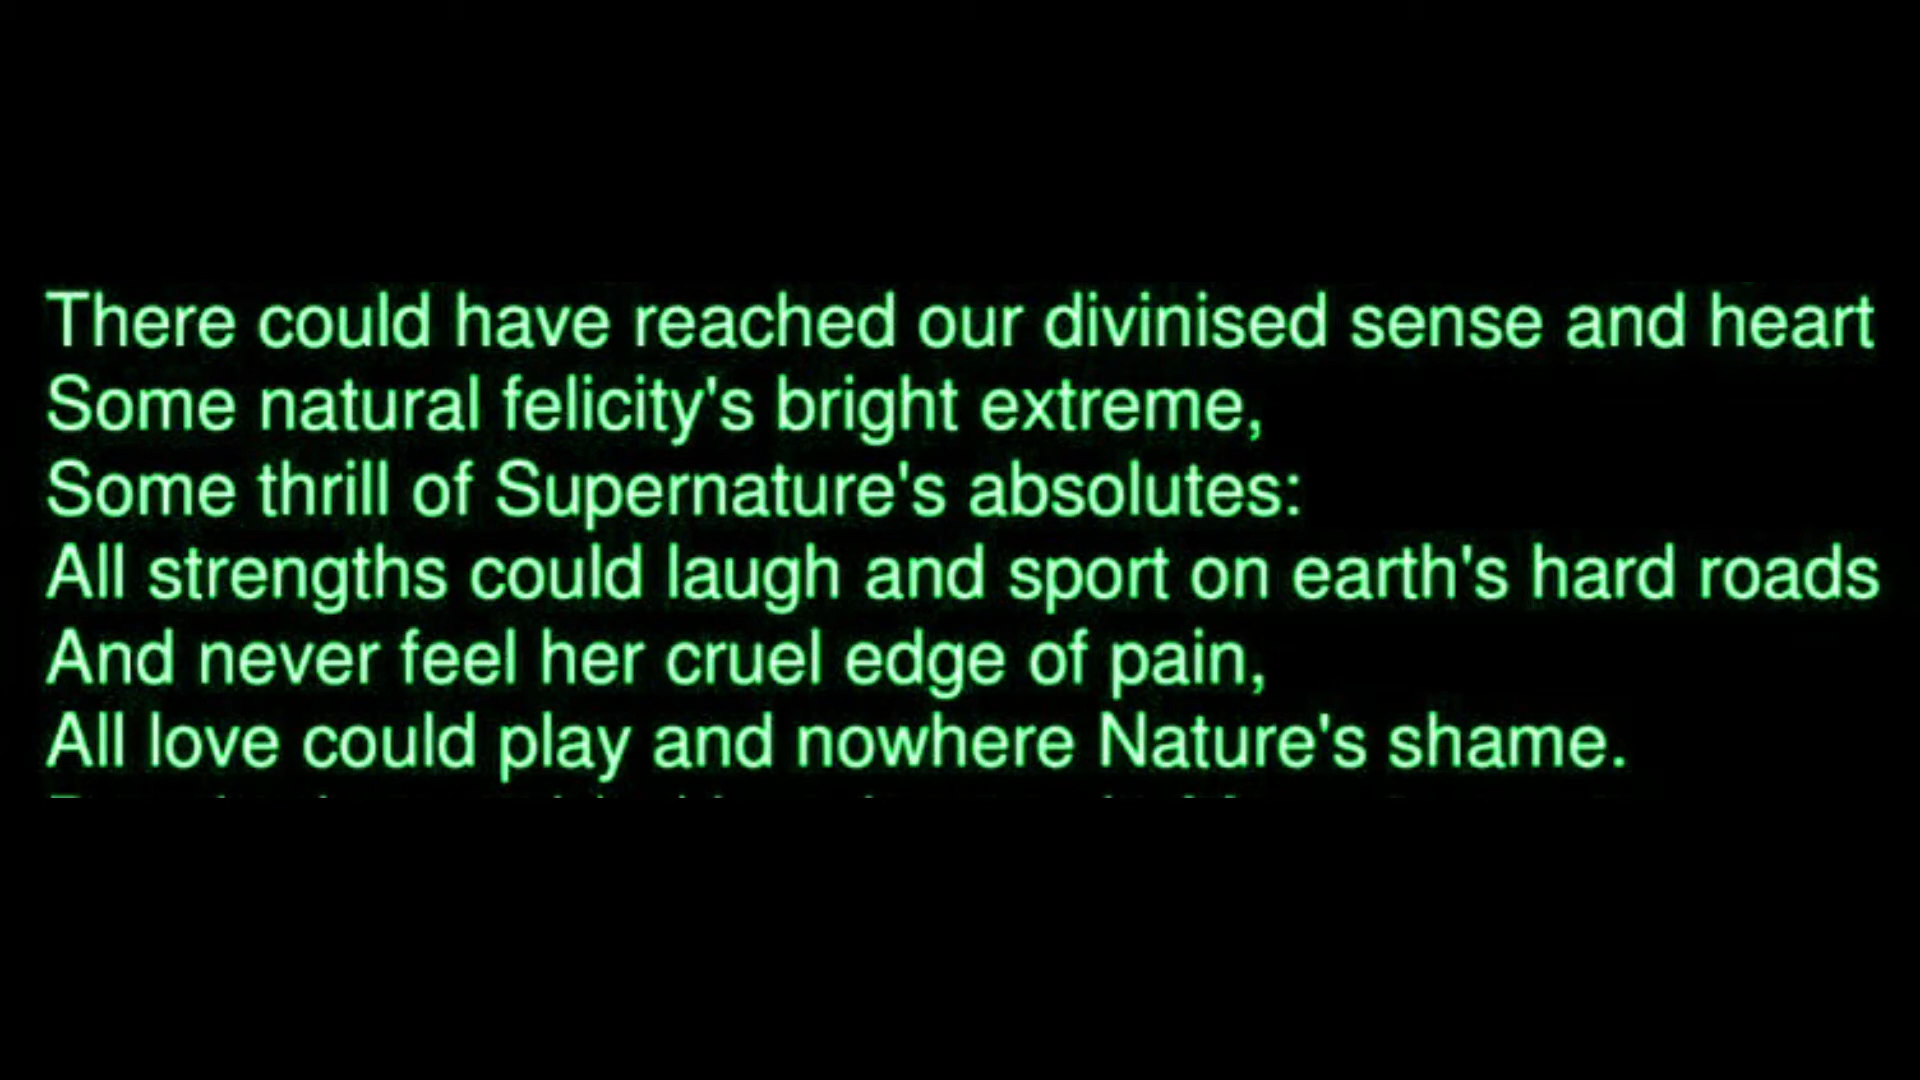 There could have reached our divinised sense and heart
Some natural felicity's bright extreme,
Some thrill of Supernature's absolutes:
All strengths could laugh and sport on earth's hard roads
And never feel her cruel edge of pain,
All love could play and nowhere Nature's shame.